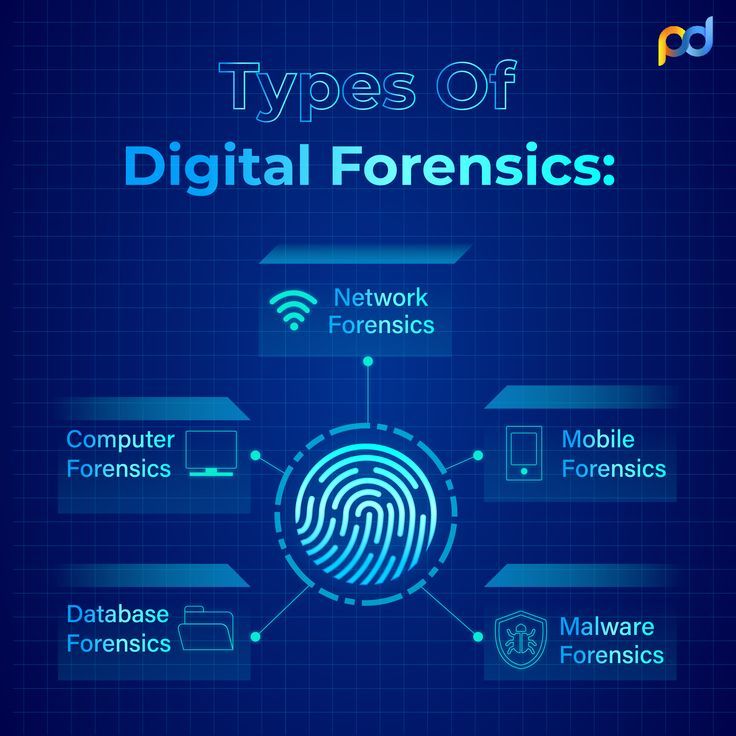 pd
Types Of
Digital Forensics:
Network
Forensics
Computer
Forensics
Mobile
Forensics
Database
Forensics
Malware
Forensics